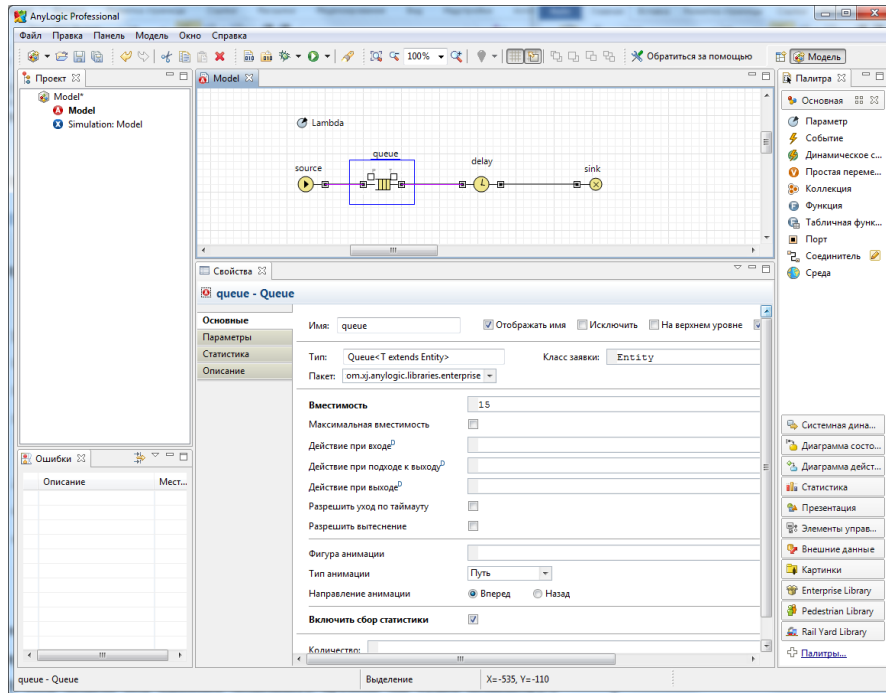 AnyLogic Professional
Файл Правка Панель Модель Окно Справка
100% Обратиться за помощью Модель
Проект
Model*
Model
Simulation: Model
Model
Lambda
source
queue
delay
sink
Палитра
Основная
Параметр
Событие
Динамическое с...
Простая переме...
Коллекция
Функция
Табличная функ...
Порт
Соединитель
Среда
Системная дина...
Диаграмма состо...
Диаграмма дейст...
Статистика
Презентация
Элементы управ...
Внешние данные
Картинки
Enterprise Library
Pedestrian Library
Rail Yard Library
Палитры...
Свойства
queue - Queue
Основные
Параметры
Статистика
Описание
Имя: queue Отображать имя Исключить На верхнем уровне
Тип: Queue<T extends Entity> Класс заявки: Entity
Пакет: om.xj.anylogic.libraries.enterprise
Вместимость 15
Максимальная вместимость
Действие при входеD
Действие при подходе к выходуD
Действие при выходеD
Разрешить уход по таймауту
Разрешить вытеснение
Фигура анимации
Тип анимации Путь
Направление анимации Вперед Назад
Включить сбор статистики
Количество:
Ошибки
Описание Мест...
queue - Queue Выделение X=-535, Y=-110